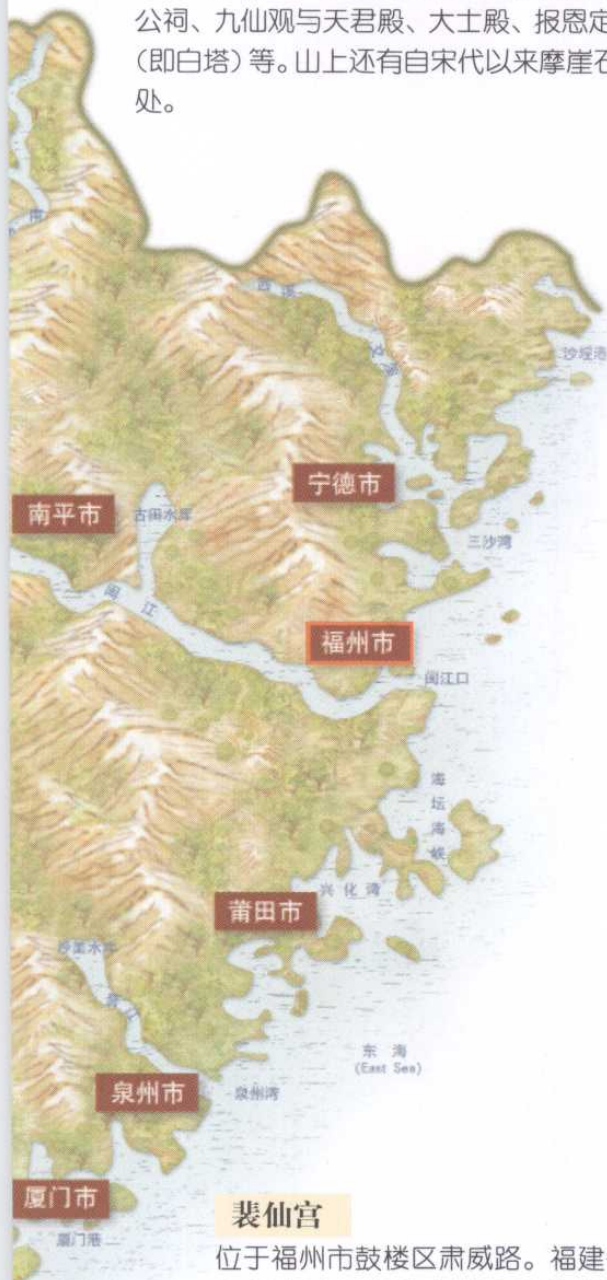 公祠、九仙观与天君殿、大士殿、报恩定
（即白塔）等。山上还有自宋代以来摩崖石
处。
西溪
沙埕港
宁德市
南平市
古田水库
三沙湾
闽江
福州市
闽江口
海坛海峡
兴化湾
莆田市
东海
(East Sea)
泉州市
泉州湾
厦门市
厦门港
裴仙宫
位于福州市鼓楼区肃威路。福建